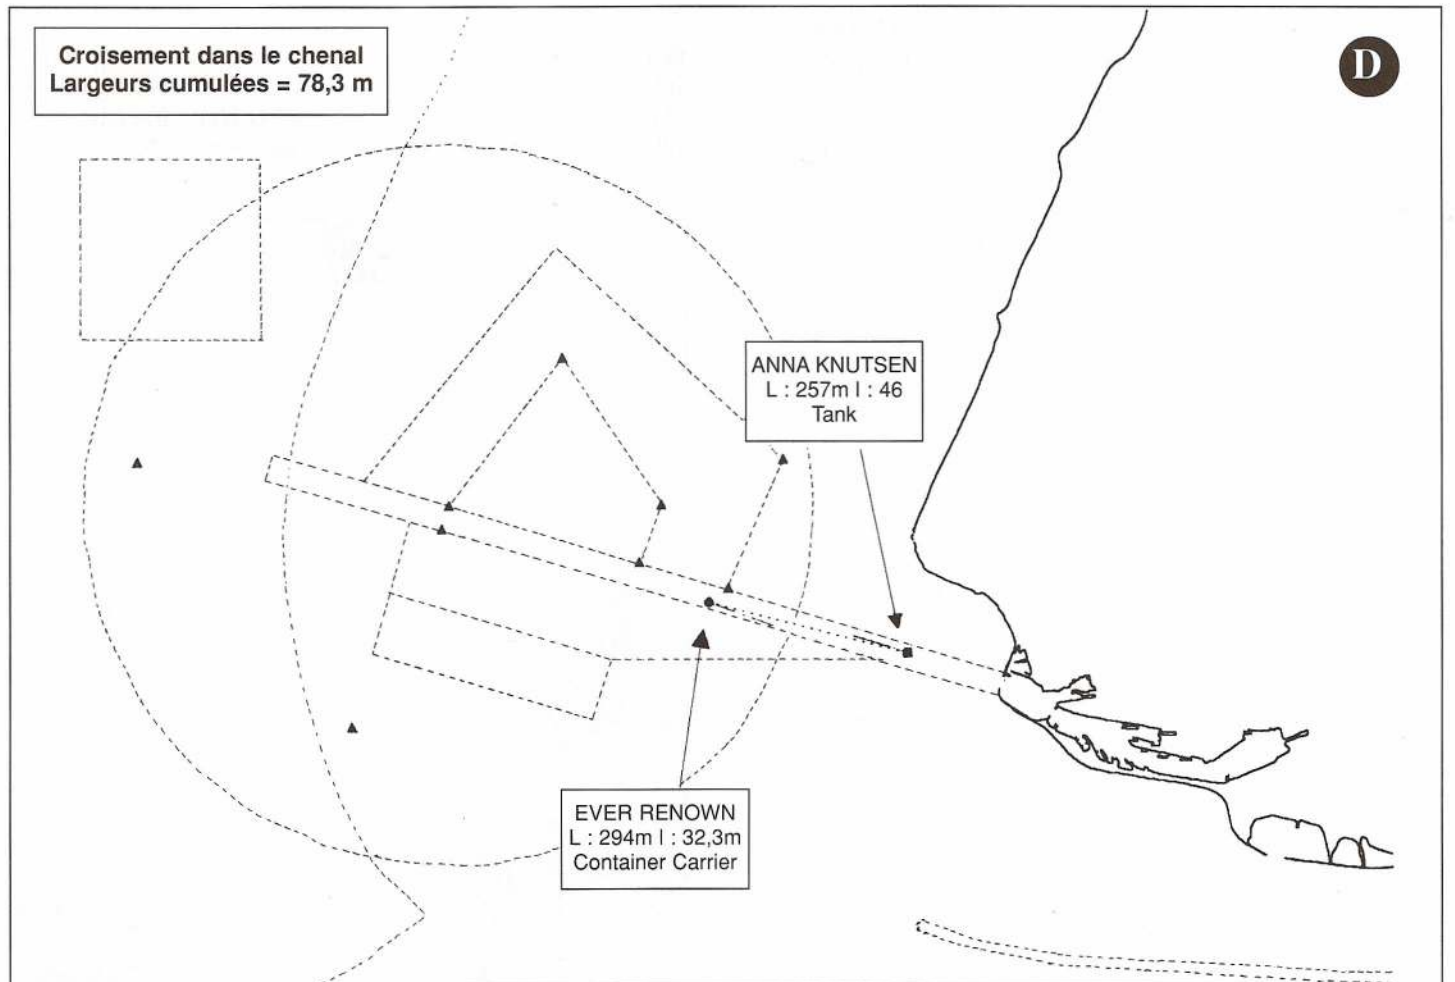 Croisement dans le chenal
Largeurs cumulées = 78,3 m
D
ANNA KNUTSEN
L : 257m l : 46
Tank
EVER RENOWN
L : 294m l : 32,3m
Container Carrier